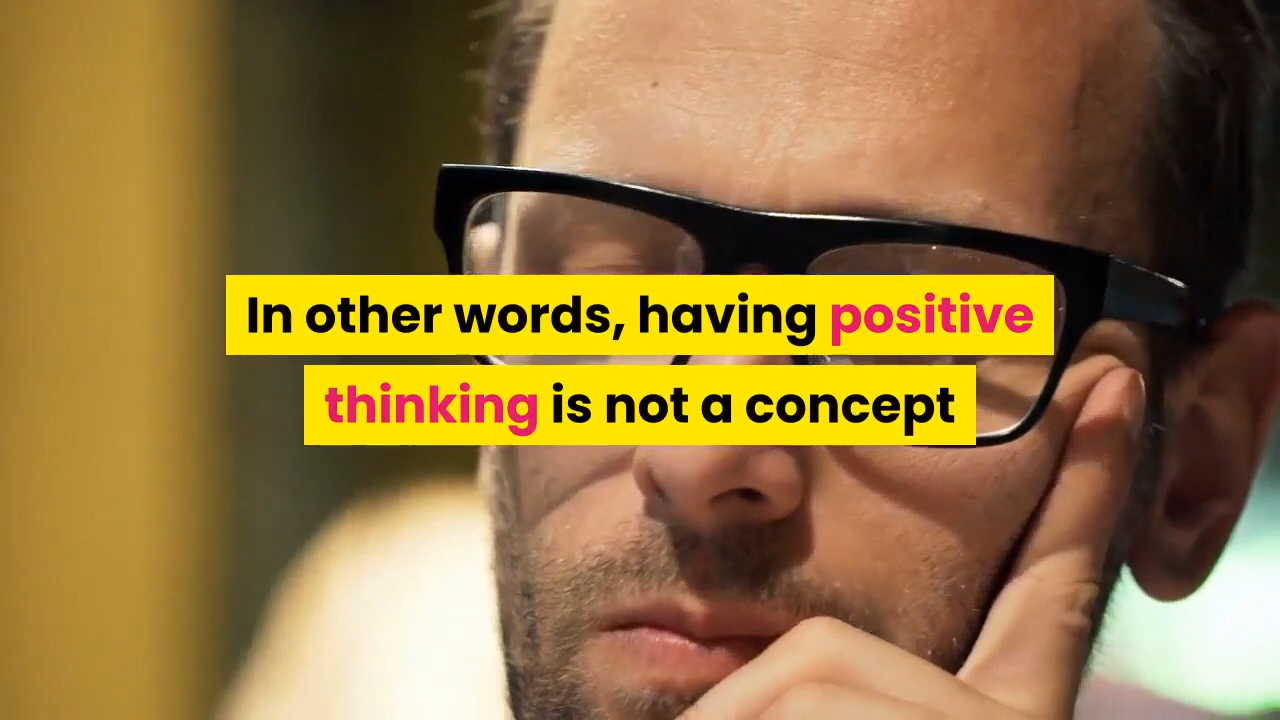 In other words, having positive
thinking is not a concept